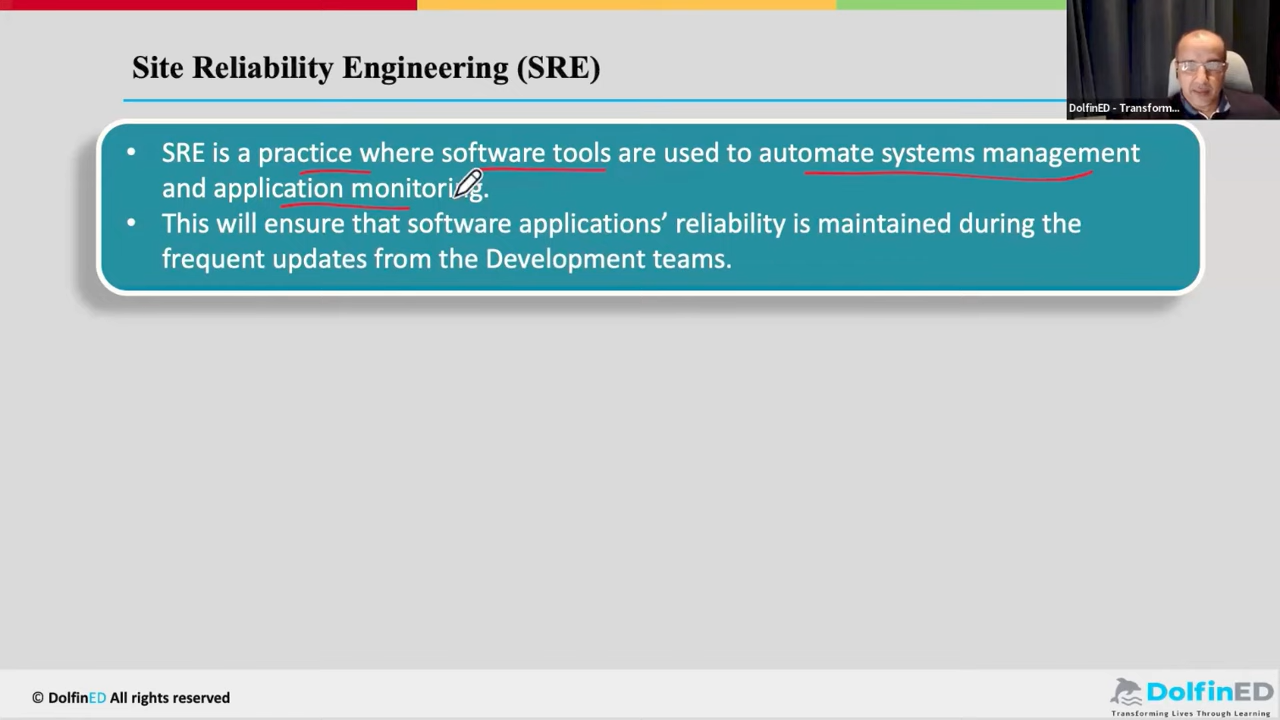 Site Reliability Engineering (SRE)
DolfinED - Transform...
• SRE is a practice where software tools are used to automate systems management
and application monitoring.
• This will ensure that software applications’ reliability is maintained during the
frequent updates from the Development teams.
© DolfinED All rights reserved
DolfinED
Transforming Lives Through Learning